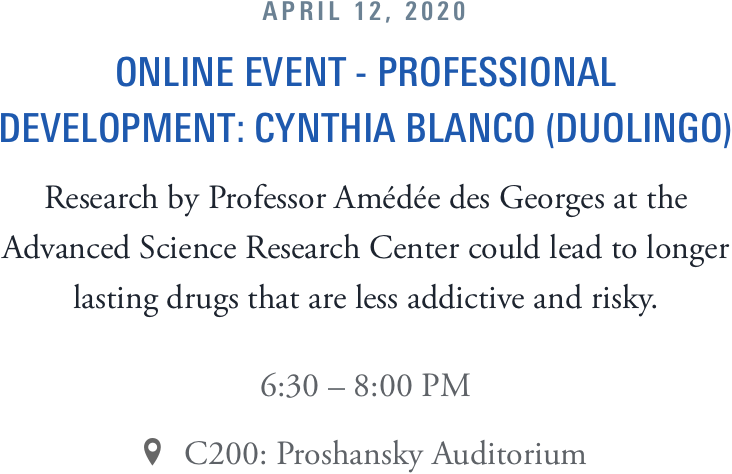 APRIL 12, 2020
ONLINE EVENT - PROFESSIONAL
DEVELOPMENT: CYNTHIA BLANCO (DUOLINGO)
Research by Professor Amédée des Georges at the
Advanced Science Research Center could lead to longer
lasting drugs that are less addictive and risky.
6:30 – 8:00 PM
C200: Proshansky Auditorium